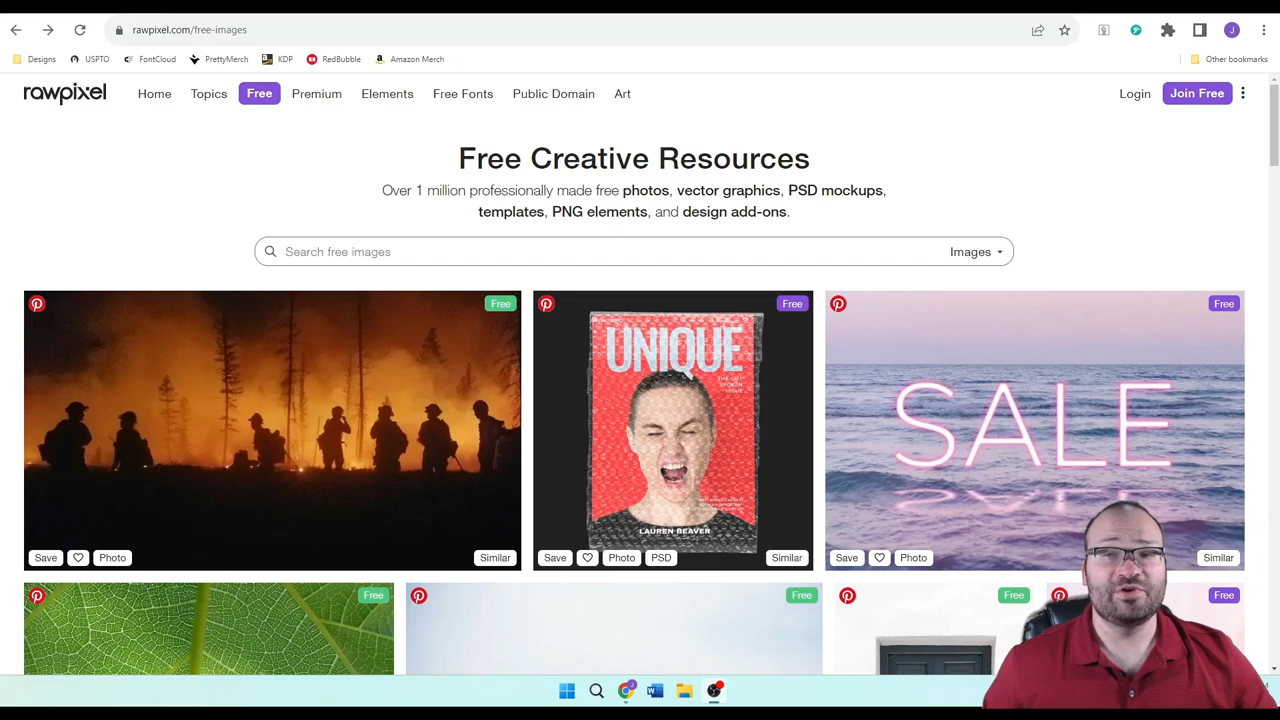 rawpixel.com/free-images
J
Designs USPTO FontCloud PrettyMerch KDP RedBubble Amazon Merch Other bookmarks
rawpixel Home Topics Free Premium Elements Free Fonts Public Domain Art Login Join Free
Free Creative Resources
Over 1 million professionally made free photos, vector graphics, PSD mockups,
templates, PNG elements, and design add-ons.
Search free images Images
Free Free Free
UNIQUE
SALE
LAUREN BEAVER
Save Photo Similar Save Photo PSD Similar Save Photo Similar
Free Free Free Free